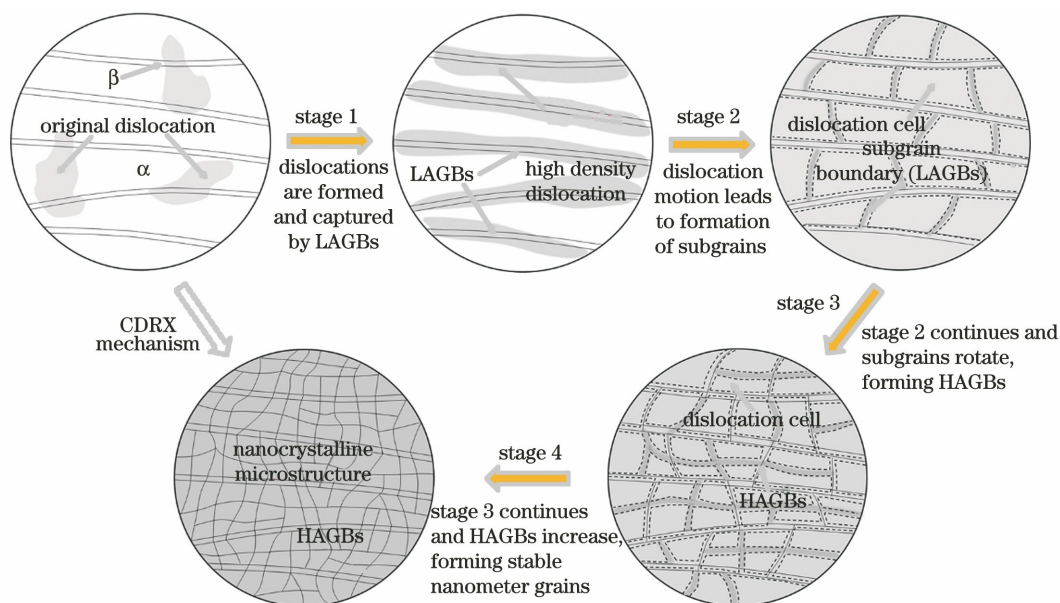 β
original dislocation
α
stage 1
dislocations
are formed
and captured
by LAGBs
LAGBs
high density
dislocation
stage 2
dislocation
motion leads
to formation
of subgrains
dislocation cell
subgrain
boundary (LAGBs)
stage 3
stage 2 continues and
subgrains rotate,
forming HAGBs
CDRX
mechanism
dislocation cell
HAGBs
stage 4
stage 3 continues
and HAGBs increase,
forming stable
nanometer grains
nanocrystalline
microstructure
HAGBs